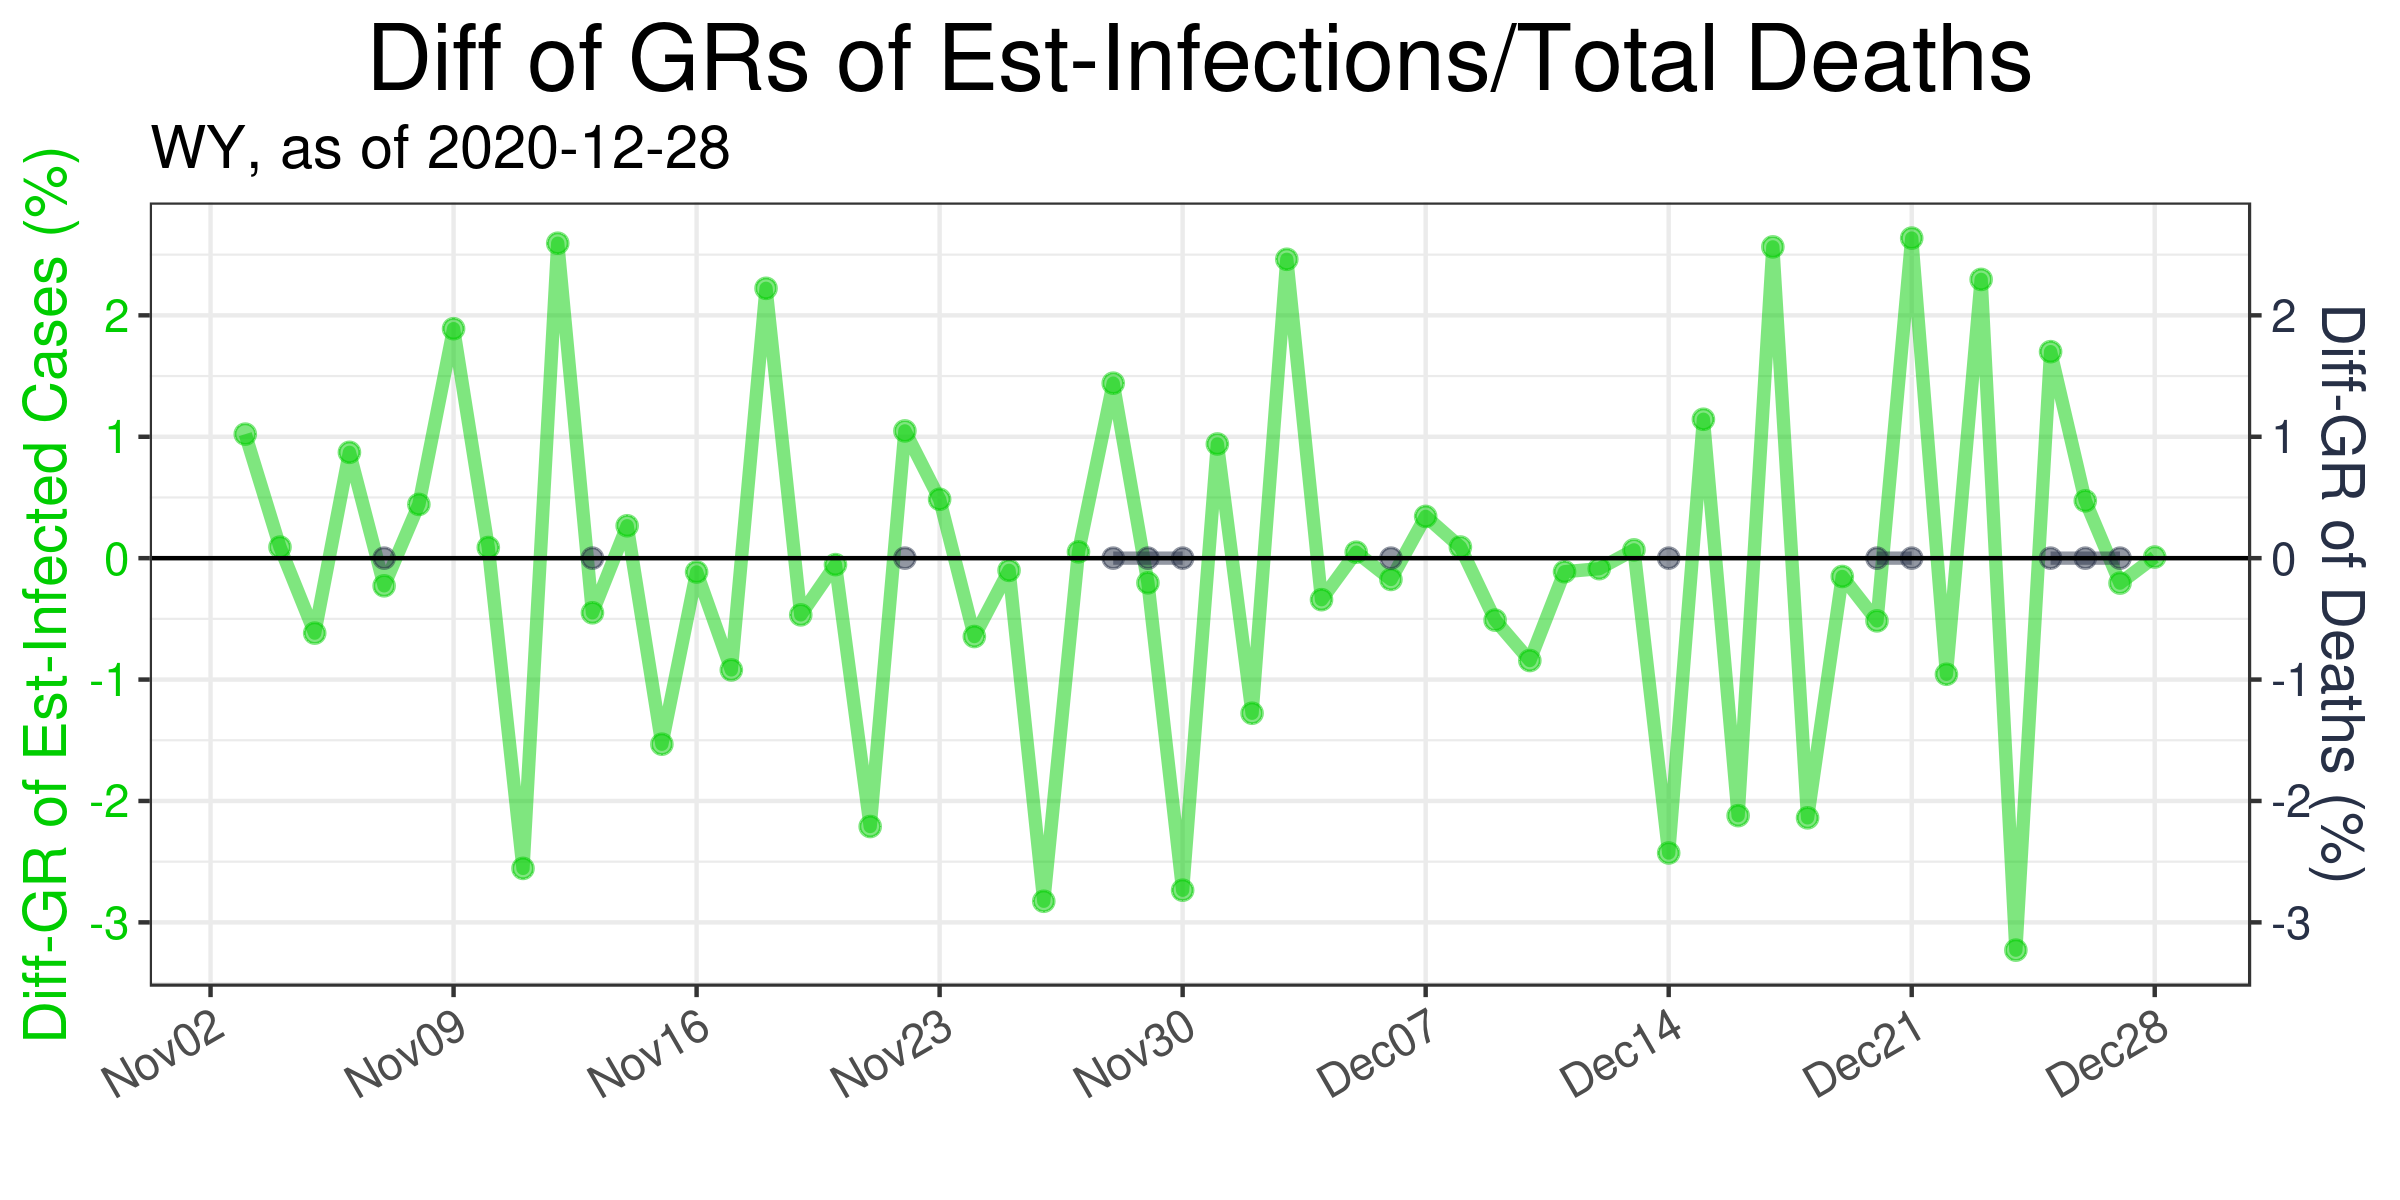 Diff of GRs of Est-Infections/Total Deaths
WY, as of 2020-12-28
Diff-GR of Est-Infected Cases (%)
2
1
0
-1
-2
-3
2
1
0
-1
-2
-3
Diff-GR of Deaths (%)
Nov02
Nov09
Nov16
Nov23
Nov30
Dec07
Dec14
Dec21
Dec28